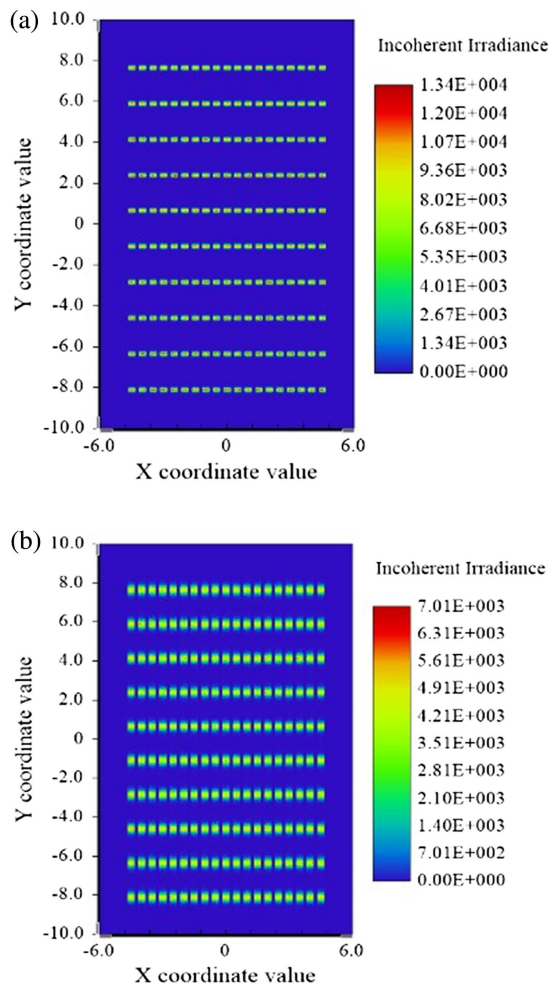 (a)
10.0
8.0
6.0
4.0
2.0
0
-2.0
-4.0
-6.0
-8.0
-10.0
Y coordinate value
-6.0 0 6.0
X coordinate value
Incoherent Irradiance
1.34E+004
1.20E+004
1.07E+004
9.36E+003
8.02E+003
6.68E+003
5.35E+003
4.01E+003
2.67E+003
1.34E+003
0.00E+000
(b)
10.0
8.0
6.0
4.0
2.0
0
-2.0
-4.0
-6.0
-8.0
-10.0
Y coordinate value
-6.0 0 6.0
X coordinate value
Incoherent Irradiance
7.01E+003
6.31E+003
5.61E+003
4.91E+003
4.21E+003
3.51E+003
2.81E+003
2.10E+003
1.40E+003
7.01E+002
0.00E+000